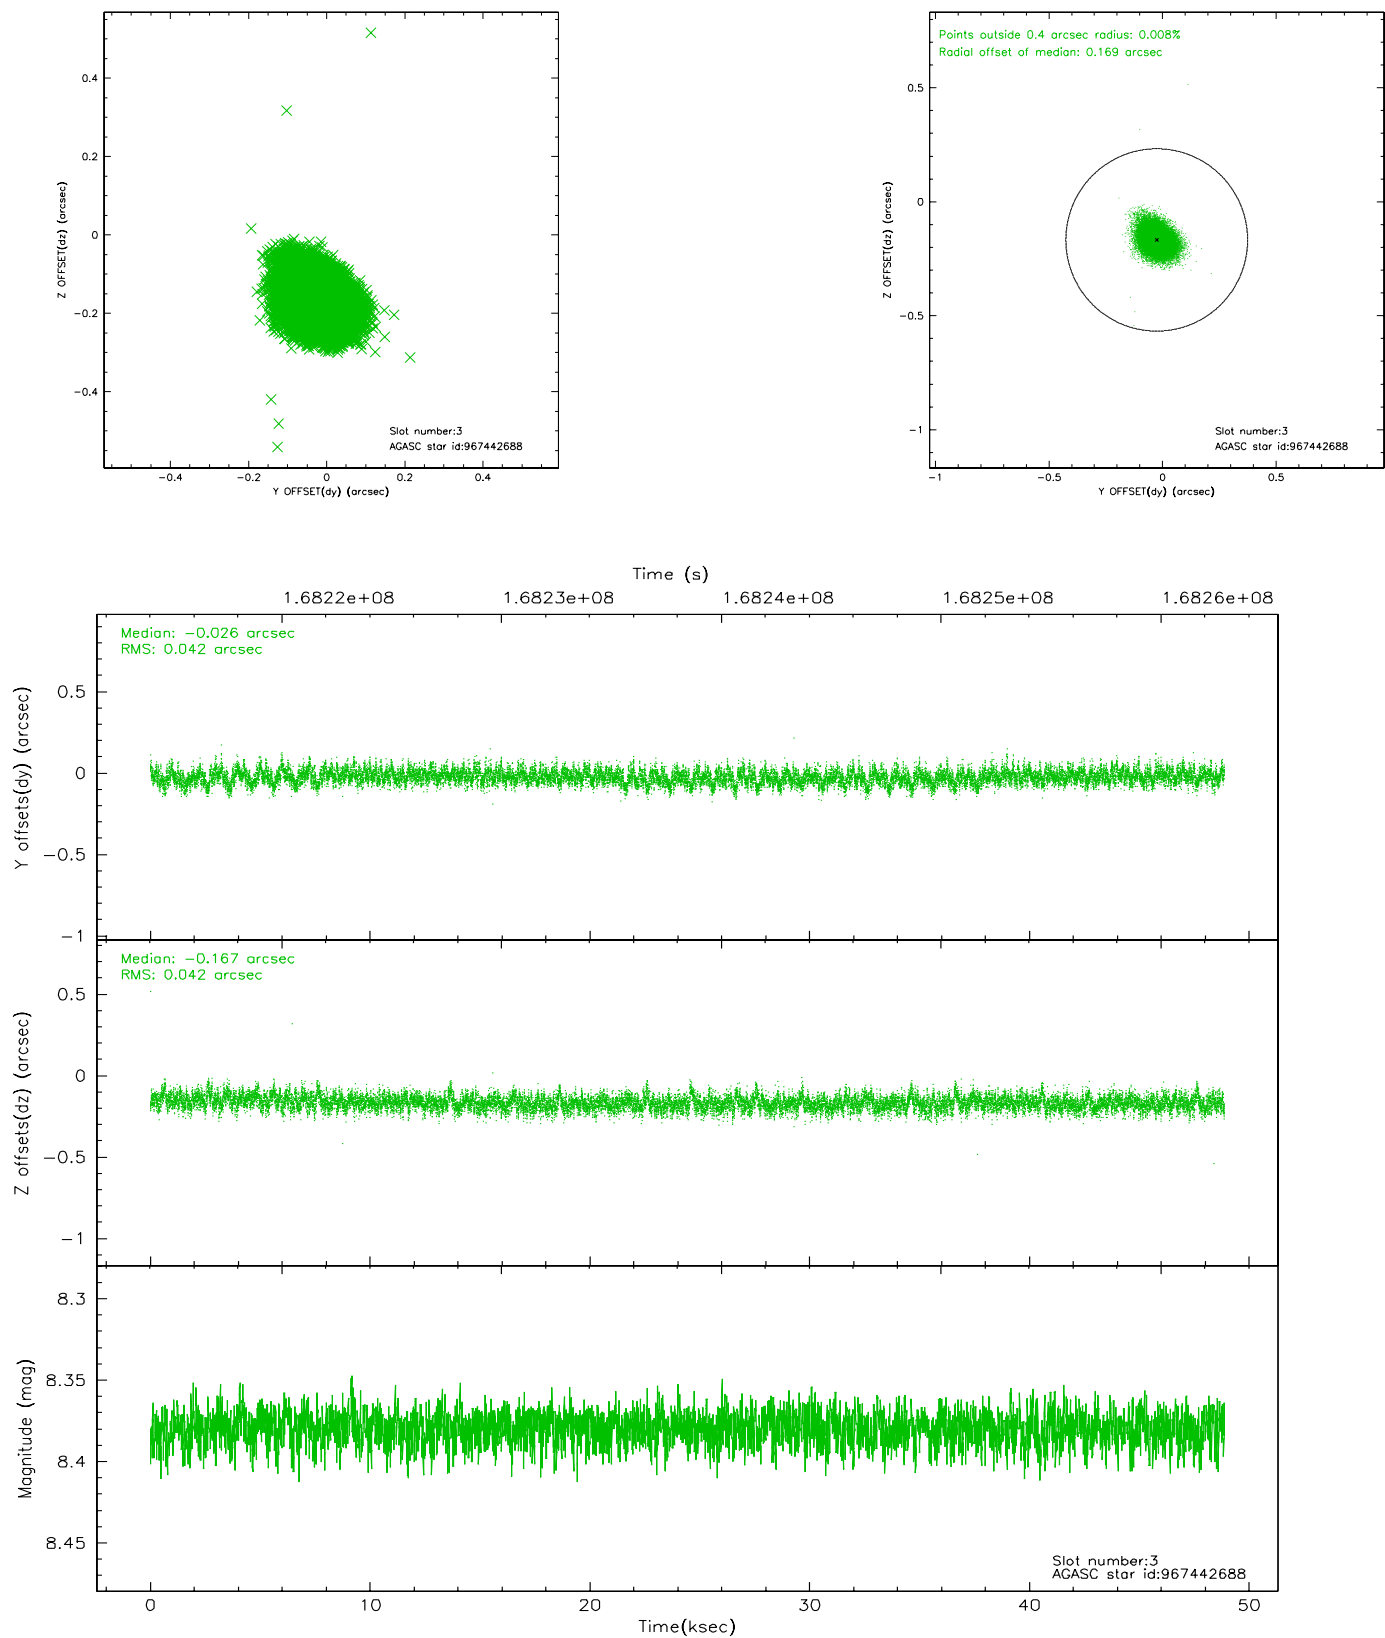 0.4
0.2
0
−0.2
−0.4
Z OFFSET(dz) (arcsec)
Slot number:3
AGASC star id:967442688
−0.4
−0.2
0
0.2
0.4
Y OFFSET(dy) (arcsec)
Points outside 0.4 arcsec radius: 0.008%
Radial offset of median: 0.169 arcsec
0.5
0
−0.5
−1
Z OFFSET(dz) (arcsec)
Slot number:3
AGASC star id:967442688
−1
−0.5
0
0.5
Y OFFSET(dy) (arcsec)
Time (s)
1.6822e+08
1.6823e+08
1.6824e+08
1.6825e+08
1.6826e+08
Median: −0.026 arcsec
RMS: 0.042 arcsec
0.5
0
−0.5
−1
Y offsets(dy) (arcsec)
Median: −0.167 arcsec
RMS: 0.042 arcsec
0.5
0
−0.5
−1
Z offsets(dz) (arcsec)
8.3
8.35
8.4
8.45
Magnitude (mag)
Slot number:3
AGASC star id:967442688
0
10
20
30
40
50
Time(ksec)